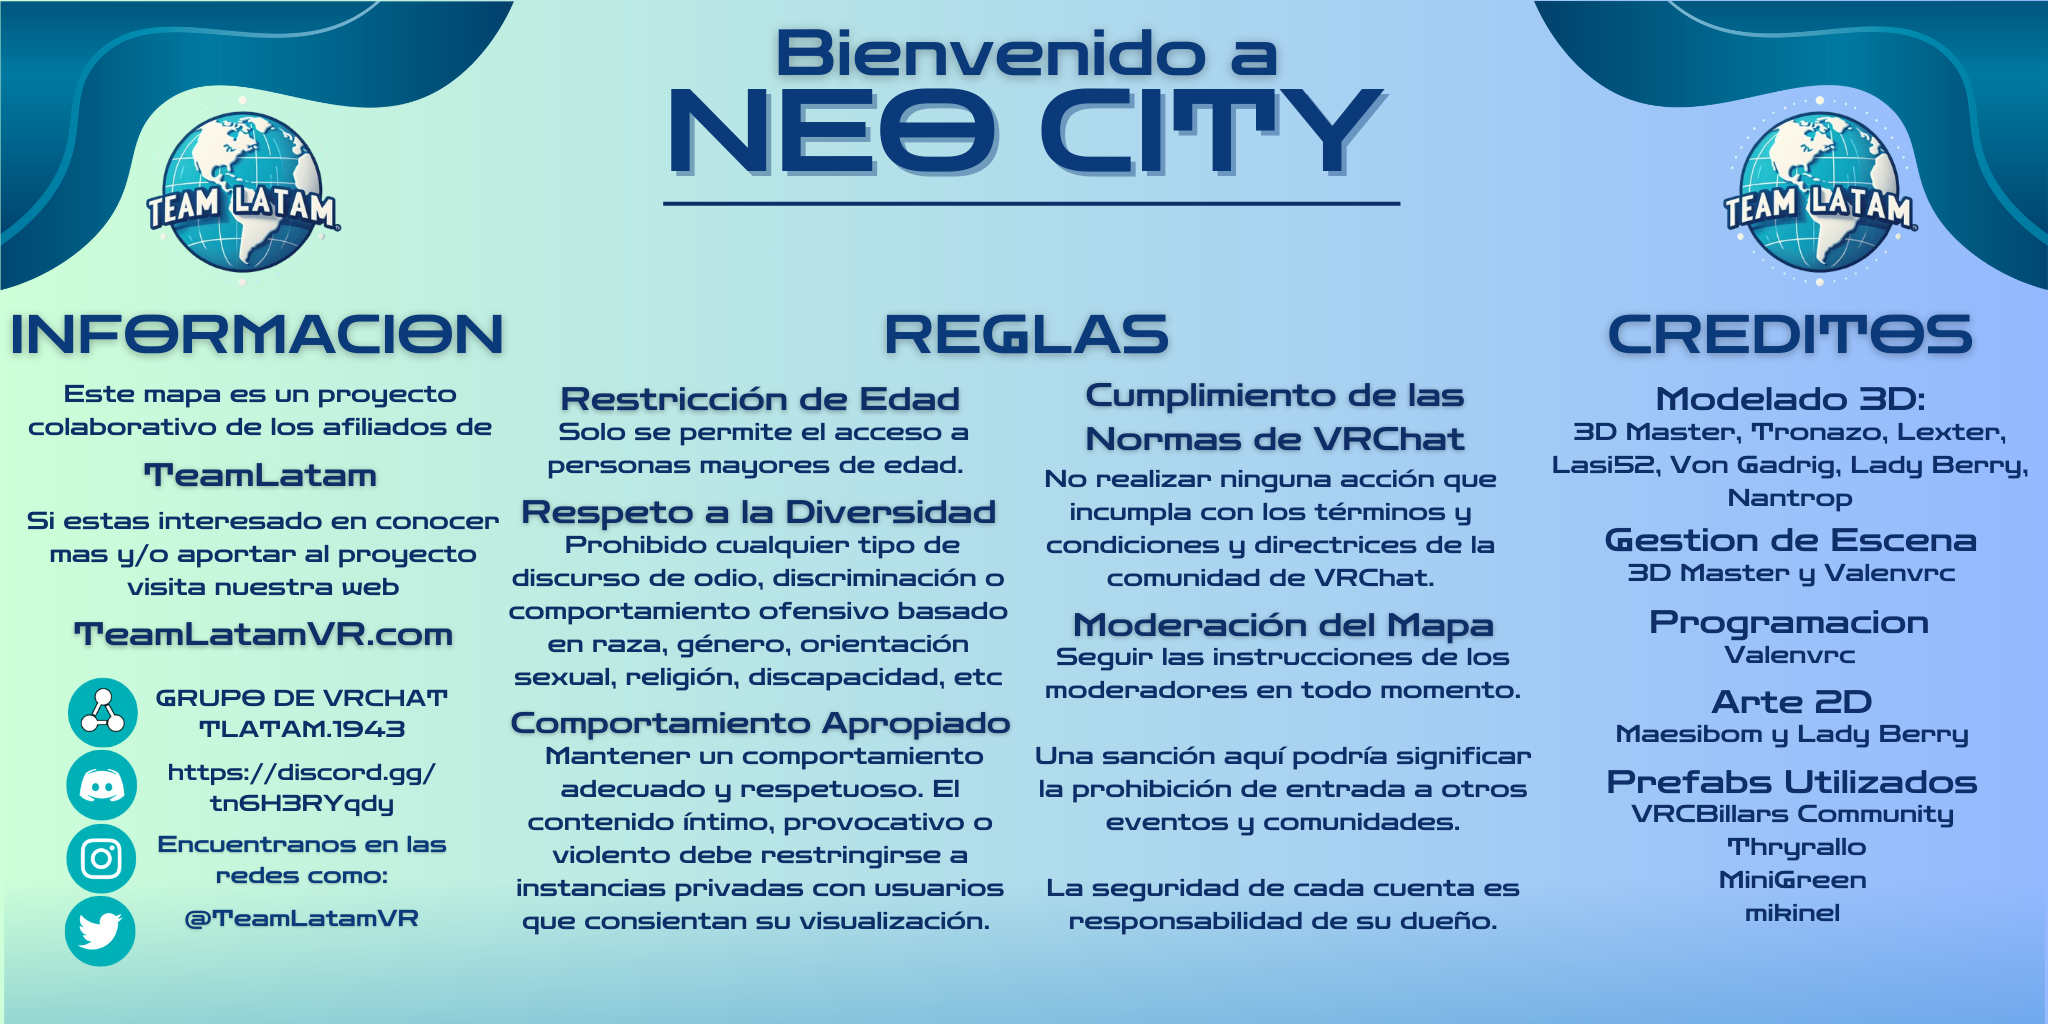 Bienvenido a
NEO CITY
TEAM LATAM
TEAM LATAM
INFORMACION
Este mapa es un proyecto
colaborativo de los afiliados de
TeamLatam
Si estas interesado en conocer
mas y/o aportar al proyecto
visita nuestra web
TeamLatamVR.com
GRUPO DE VRCHAT
TLATAM.1943
https://discord.gg/
tn6H3RYqdy
Encuentranos en las
redes como:
@TeamLatamVR
REGLAS
Restricción de Edad
Solo se permite el acceso a
personas mayores de edad.
Respeto a la Diversidad
Prohibido cualquier tipo de
discurso de odio, discriminación o
comportamiento ofensivo basado
en raza, género, orientación
sexual, religión, discapacidad, etc
Comportamiento Apropiado
Mantener un comportamiento
adecuado y respetuoso. El
contenido íntimo, provocativo o
violento debe restringirse a
instancias privadas con usuarios
que consientan su visualización.
Cumplimiento de las
Normas de VRChat
No realizar ninguna acción que
incumpla con los términos y
condiciones y directrices de la
comunidad de VRChat.
Moderación del Mapa
Seguir las instrucciones de los
moderadores en todo momento.
Una sanción aquí podría significar
la prohibición de entrada a otros
eventos y comunidades.
La seguridad de cada cuenta es
responsabilidad de su dueño.
CREDITOS
Modelado 3D:
3D Master, Tronazo, Lexter,
Lasi52, Von Gadrig, Lady Berry,
Nantrop
Gestion de Escena
3D Master y Valenvrc
Programacion
Valenvrc
Arte 2D
Maesibom y Lady Berry
Prefabs Utilizados
VRCBillars Community
Thryrallo
MiniGreen
mikinel